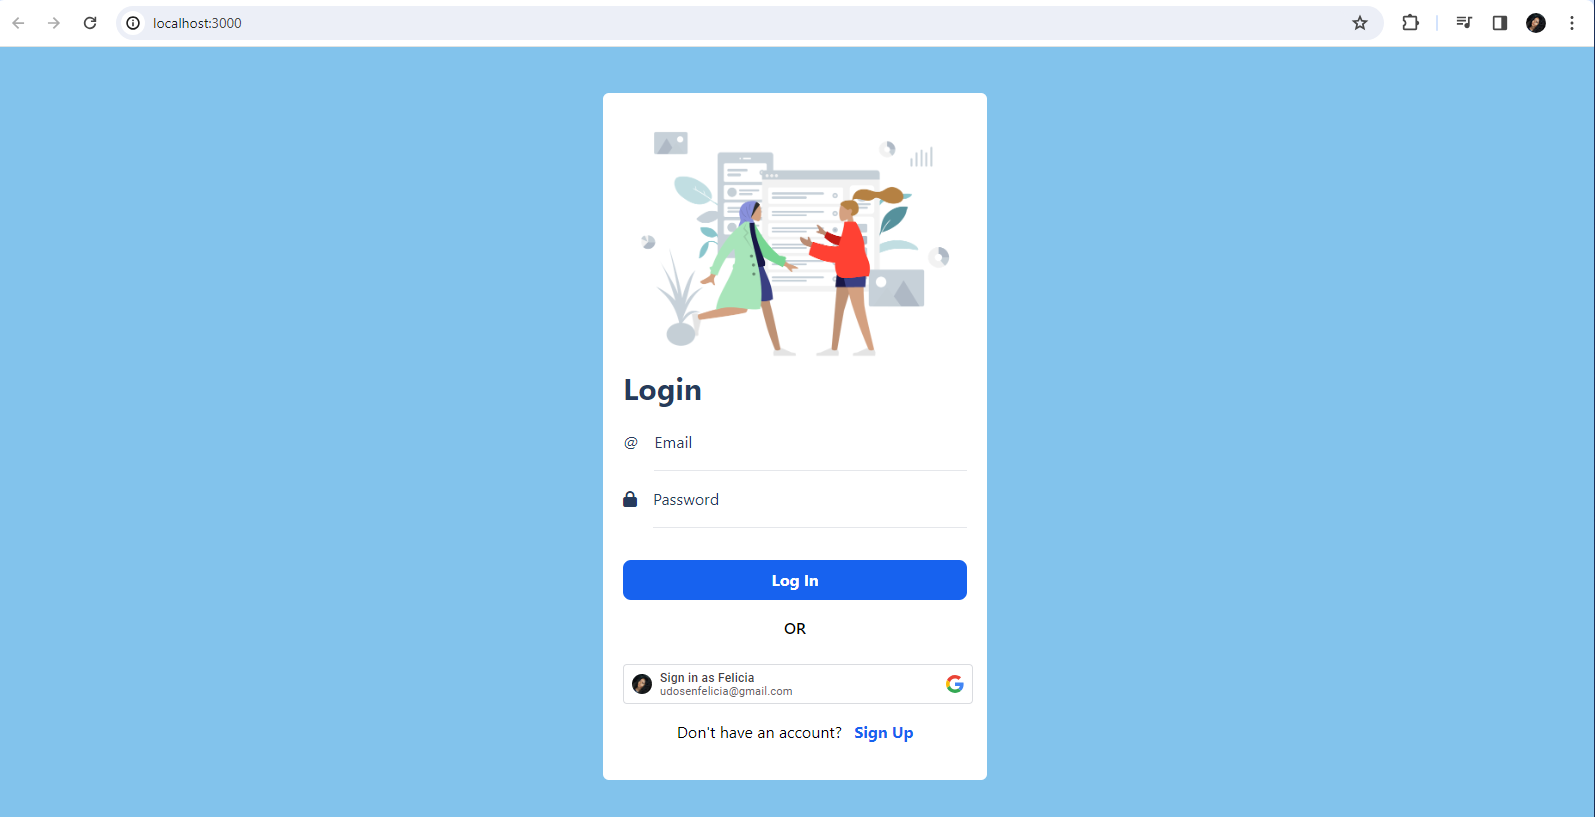 localhost:3000
Login
@ Email
Password
Log In
OR
Sign in as Felicia
udosenfelicia@gmail.com
Don't have an account? Sign Up